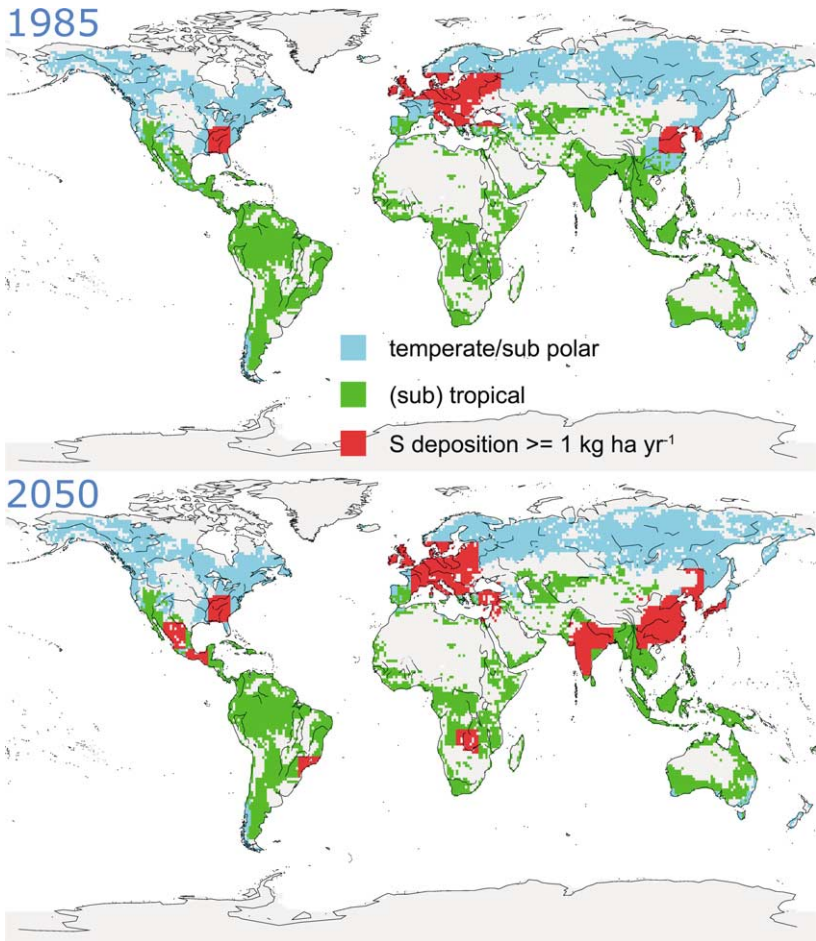 1985
temperate/sub polar
(sub) tropical
S deposition >= 1 kg ha yr⁻¹
2050